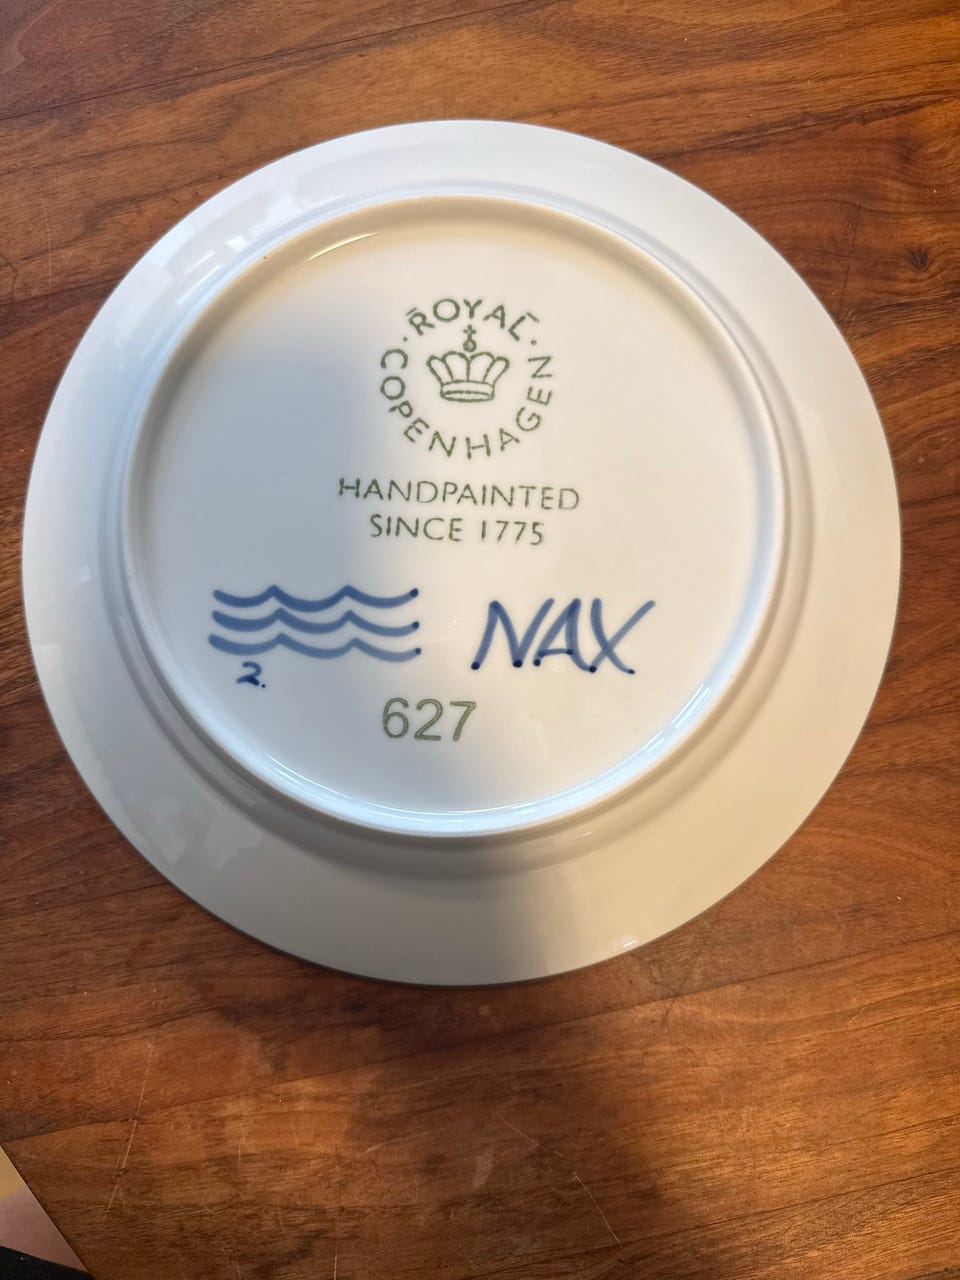 ROYAL
COPENHAGEN
HANDPAINTED
SINCE 1775
2.
NAX
627